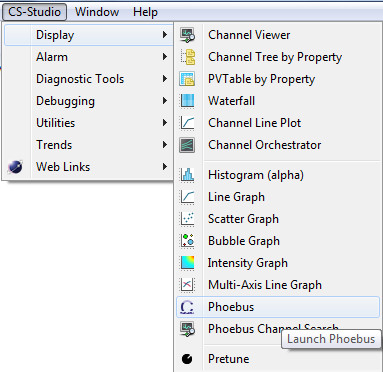 CS-Studio Window Help
Display
Alarm
Diagnostic Tools
Debugging
Utilities
Trends
Web Links
Channel Viewer
Channel Tree by Property
PVTable by Property
Waterfall
Channel Line Plot
Channel Orchestrator
Histogram (alpha)
Line Graph
Scatter Graph
Bubble Graph
Intensity Graph
Multi-Axis Line Graph
Phoebus
Phoebus Channel Search
Launch Phoebus
Pretune